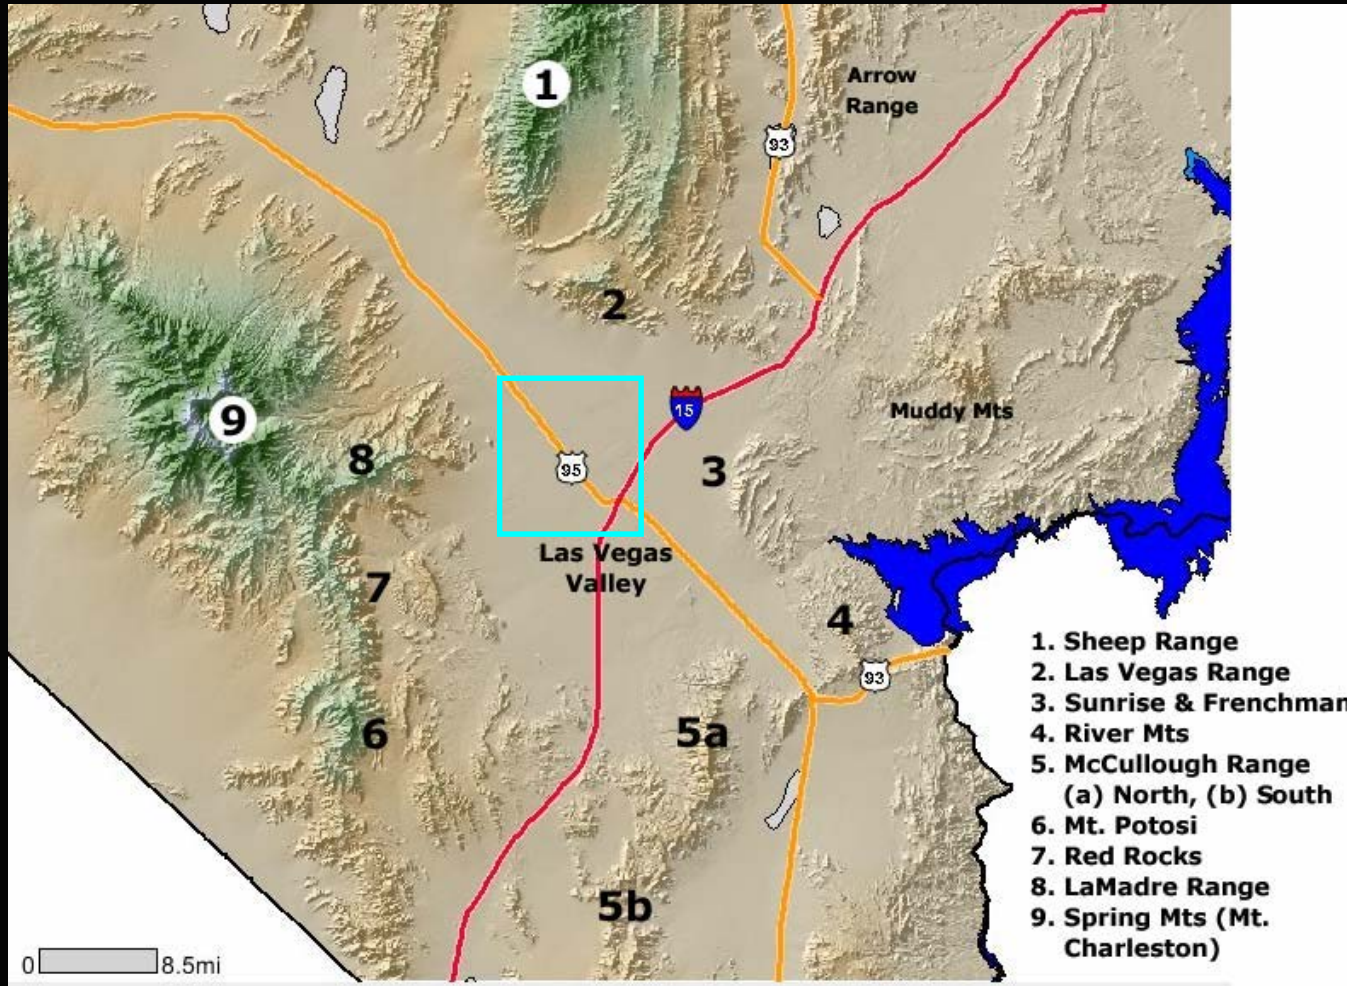 1
Arrow
Range
93
2
15
Muddy Mts
9
8
95
3
Las Vegas
Valley
7
4
93
6
5a
5b
1. Sheep Range
2. Las Vegas Range
3. Sunrise & Frenchman
4. River Mts
5. McCullough Range
(a) North, (b) South
6. Mt. Potosi
7. Red Rocks
8. LaMadre Range
9. Spring Mts (Mt.
Charleston)
0 8.5mi